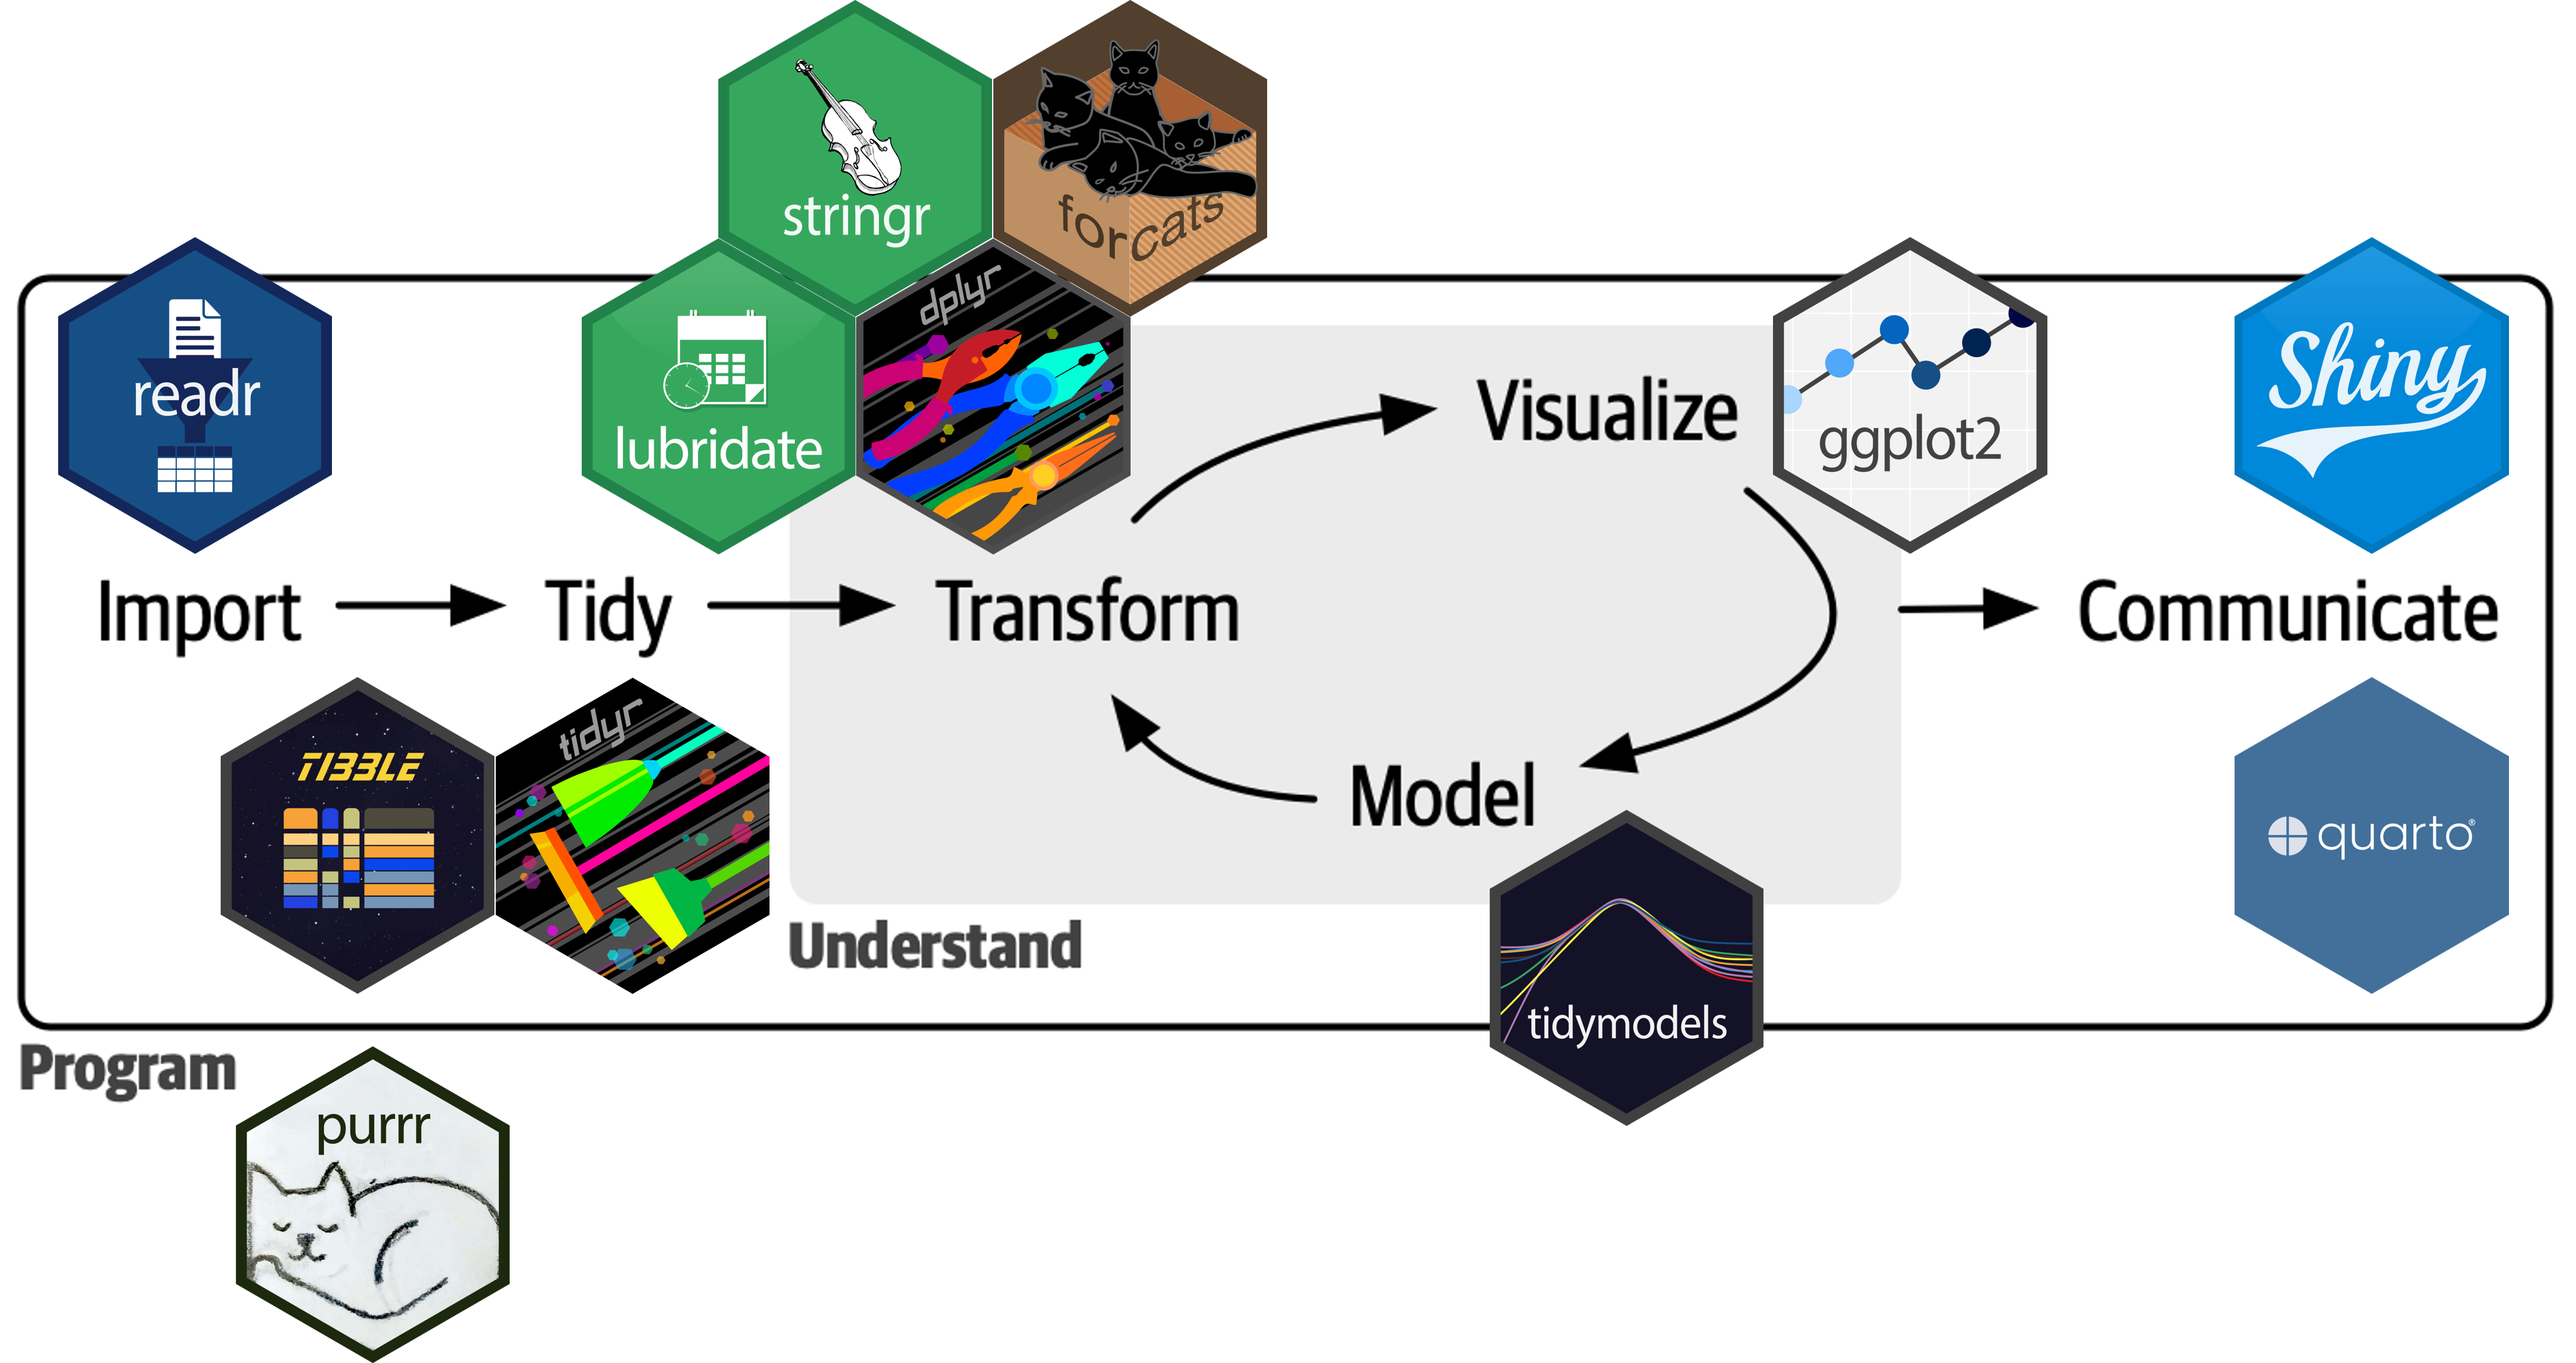 stringr
forcats
readr
lubridate
dplyr
Visualize
ggplot2
Shiny
Import
Tidy
Transform
Communicate
TIBBLE
tidyr
Model
quarto®
Understand
tidymodels
Program
purrr